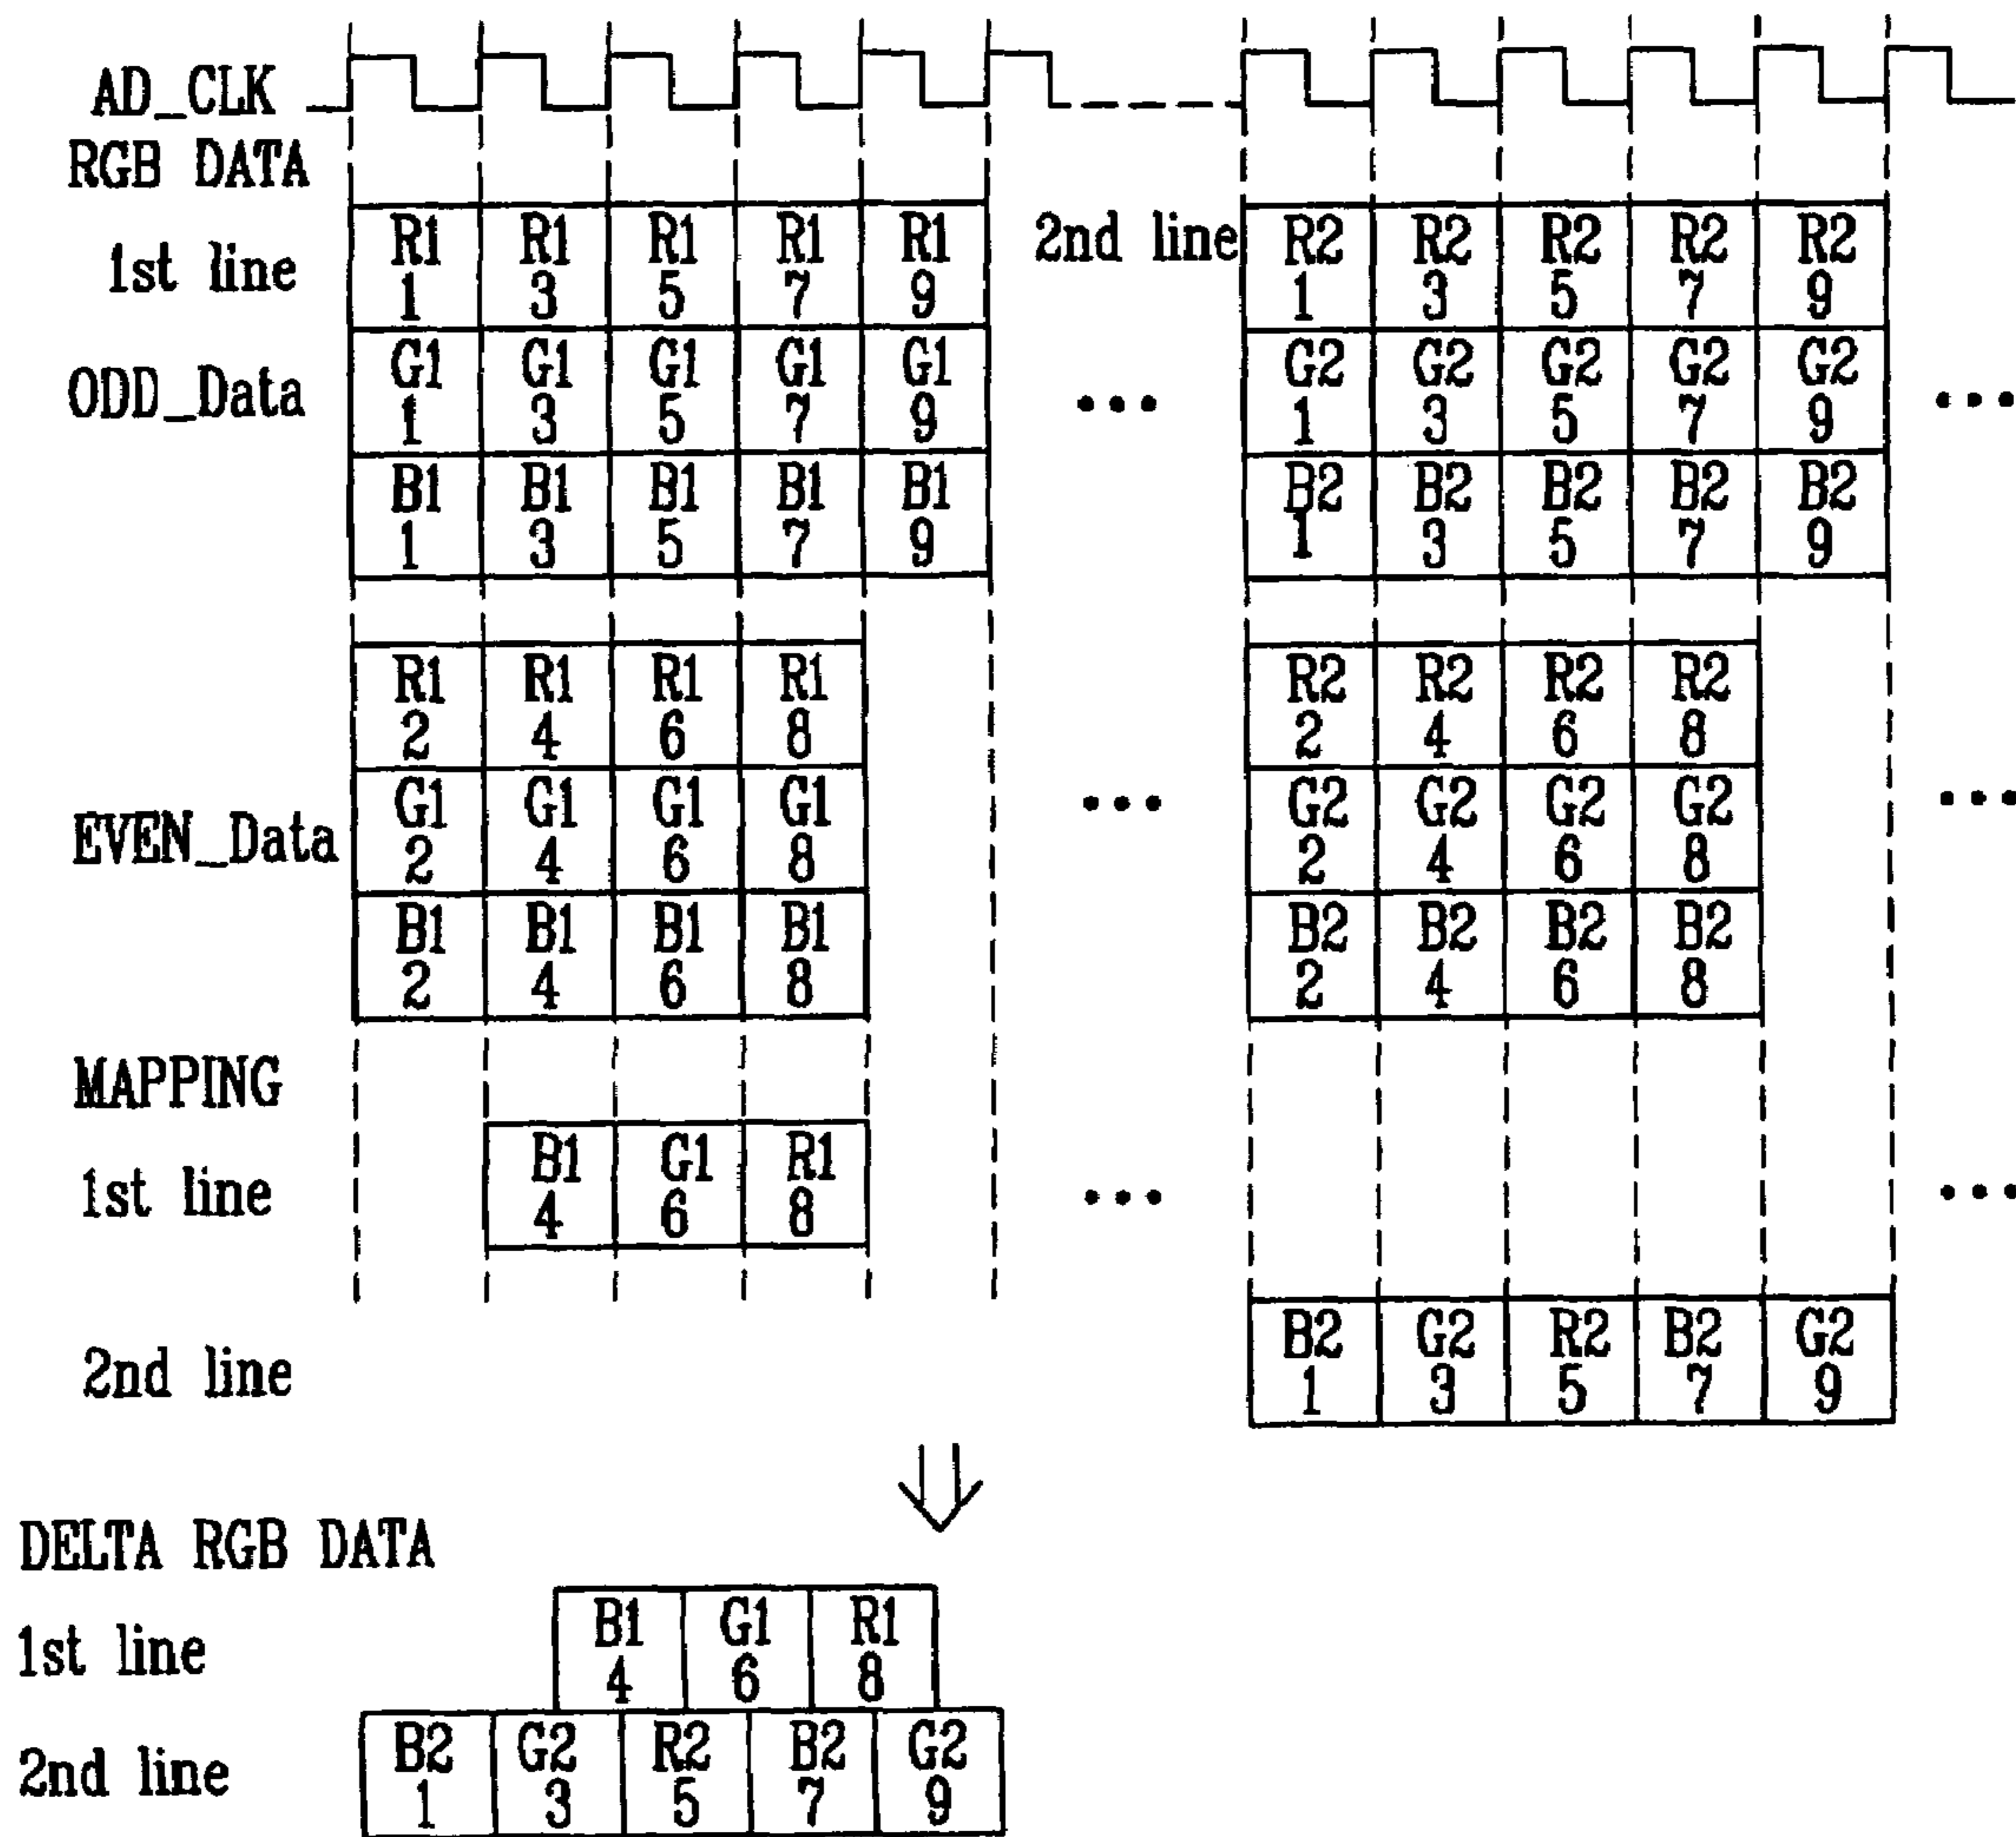 AD_CLK
RGB DATA
1st line R1 R1 R1 R1 R1 2nd line R2 R2 R2 R2 R2
1 3 5 7 9 1 3 5 7 9
ODD_Data G1 G1 G1 G1 G1 ... G2 G2 G2 G2 G2 ...
1 3 5 7 9 1 3 5 7 9
B1 B1 B1 B1 B1 B2 B2 B2 B2 B2
1 3 5 7 9 1 3 5 7 9
R1 R1 R1 R1 R2 R2 R2 R2
2 4 6 8 2 4 6 8
EVEN_Data G1 G1 G1 G1 ... G2 G2 G2 G2 ...
2 4 6 8 2 4 6 8
B1 B1 B1 B1 B2 B2 B2 B2
2 4 6 8 2 4 6 8
MAPPING
1st line B1 G1 R1 ... ...
4 6 8
2nd line B2 G2 R2 B2 G2
1 3 5 7 9
DELTA RGB DATA
1st line B1 G1 R1
4 6 8
2nd line B2 G2 R2 B2 G2
1 3 5 7 9